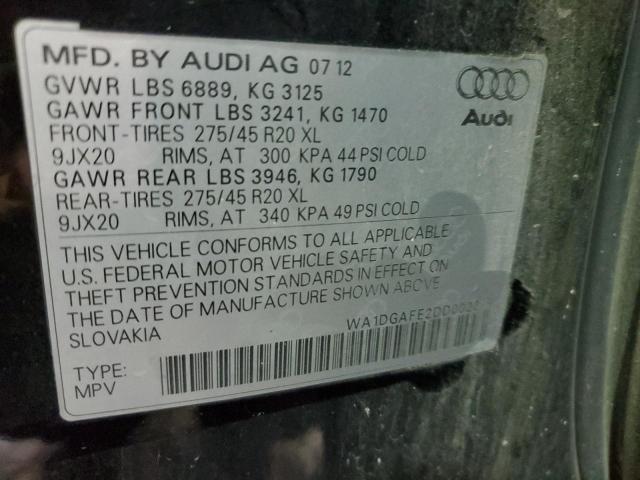 MFD. BY AUDI AG 07 12
GVWR LBS 6889, KG 3125
GAWR FRONT LBS 3241, KG 1470
FRONT-TIRES 275/45 R20 XL
9JX20 RIMS, AT 300 KPA 44 PSI COLD
GAWR REAR LBS 3946, KG 1790
REAR-TIRES 275/45 R20 XL
9JX20 RIMS, AT 340 KPA 49 PSI COLD
Audi
THIS VEHICLE CONFORMS TO ALL APPLICABLE
U.S. FEDERAL MOTOR VEHICLE SAFETY AND
THEFT PREVENTION STANDARDS IN EFFECT ON
THE DATE OF MANUFACTURE SHOWN ABOVE
SLOVAKIA
TYPE:
MPV